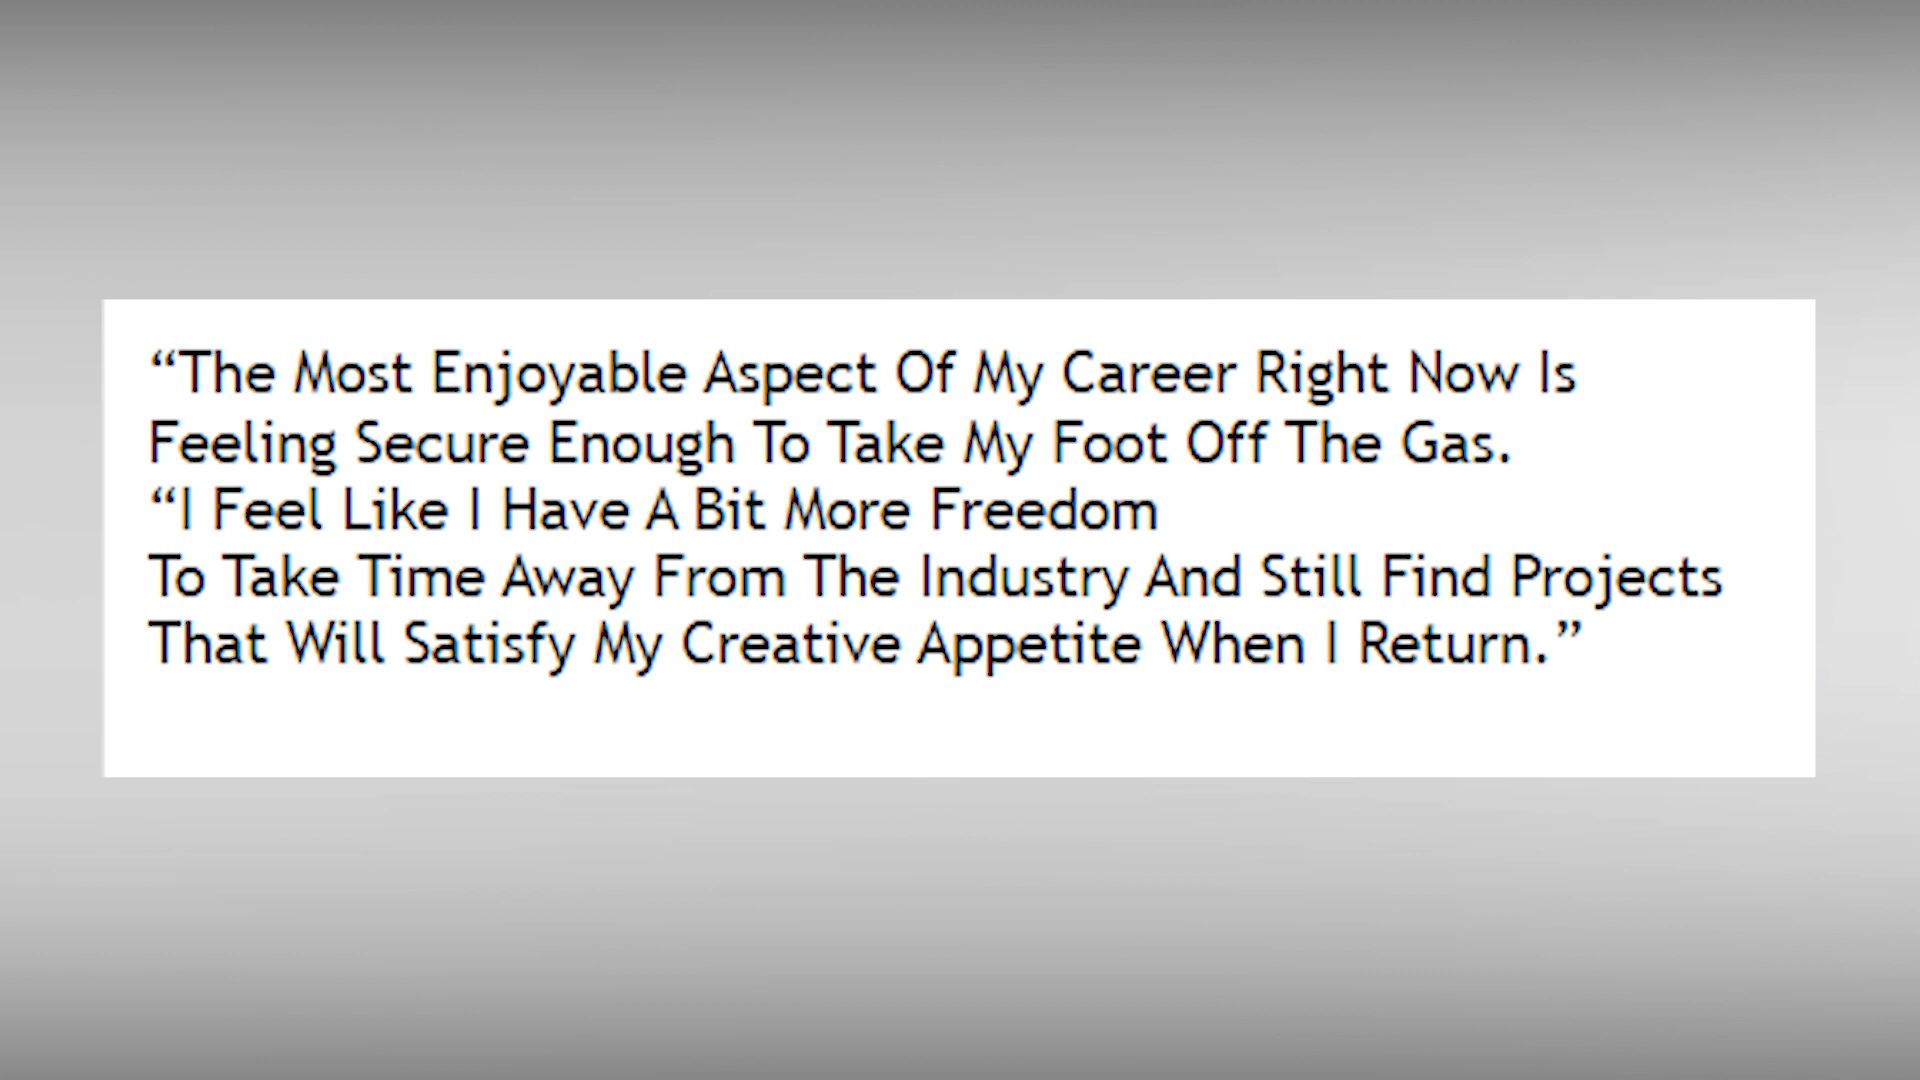 “The Most Enjoyable Aspect Of My Career Right Now Is
Feeling Secure Enough To Take My Foot Off The Gas.
“I Feel Like I Have A Bit More Freedom
To Take Time Away From The Industry And Still Find Projects
That Will Satisfy My Creative Appetite When I Return.”